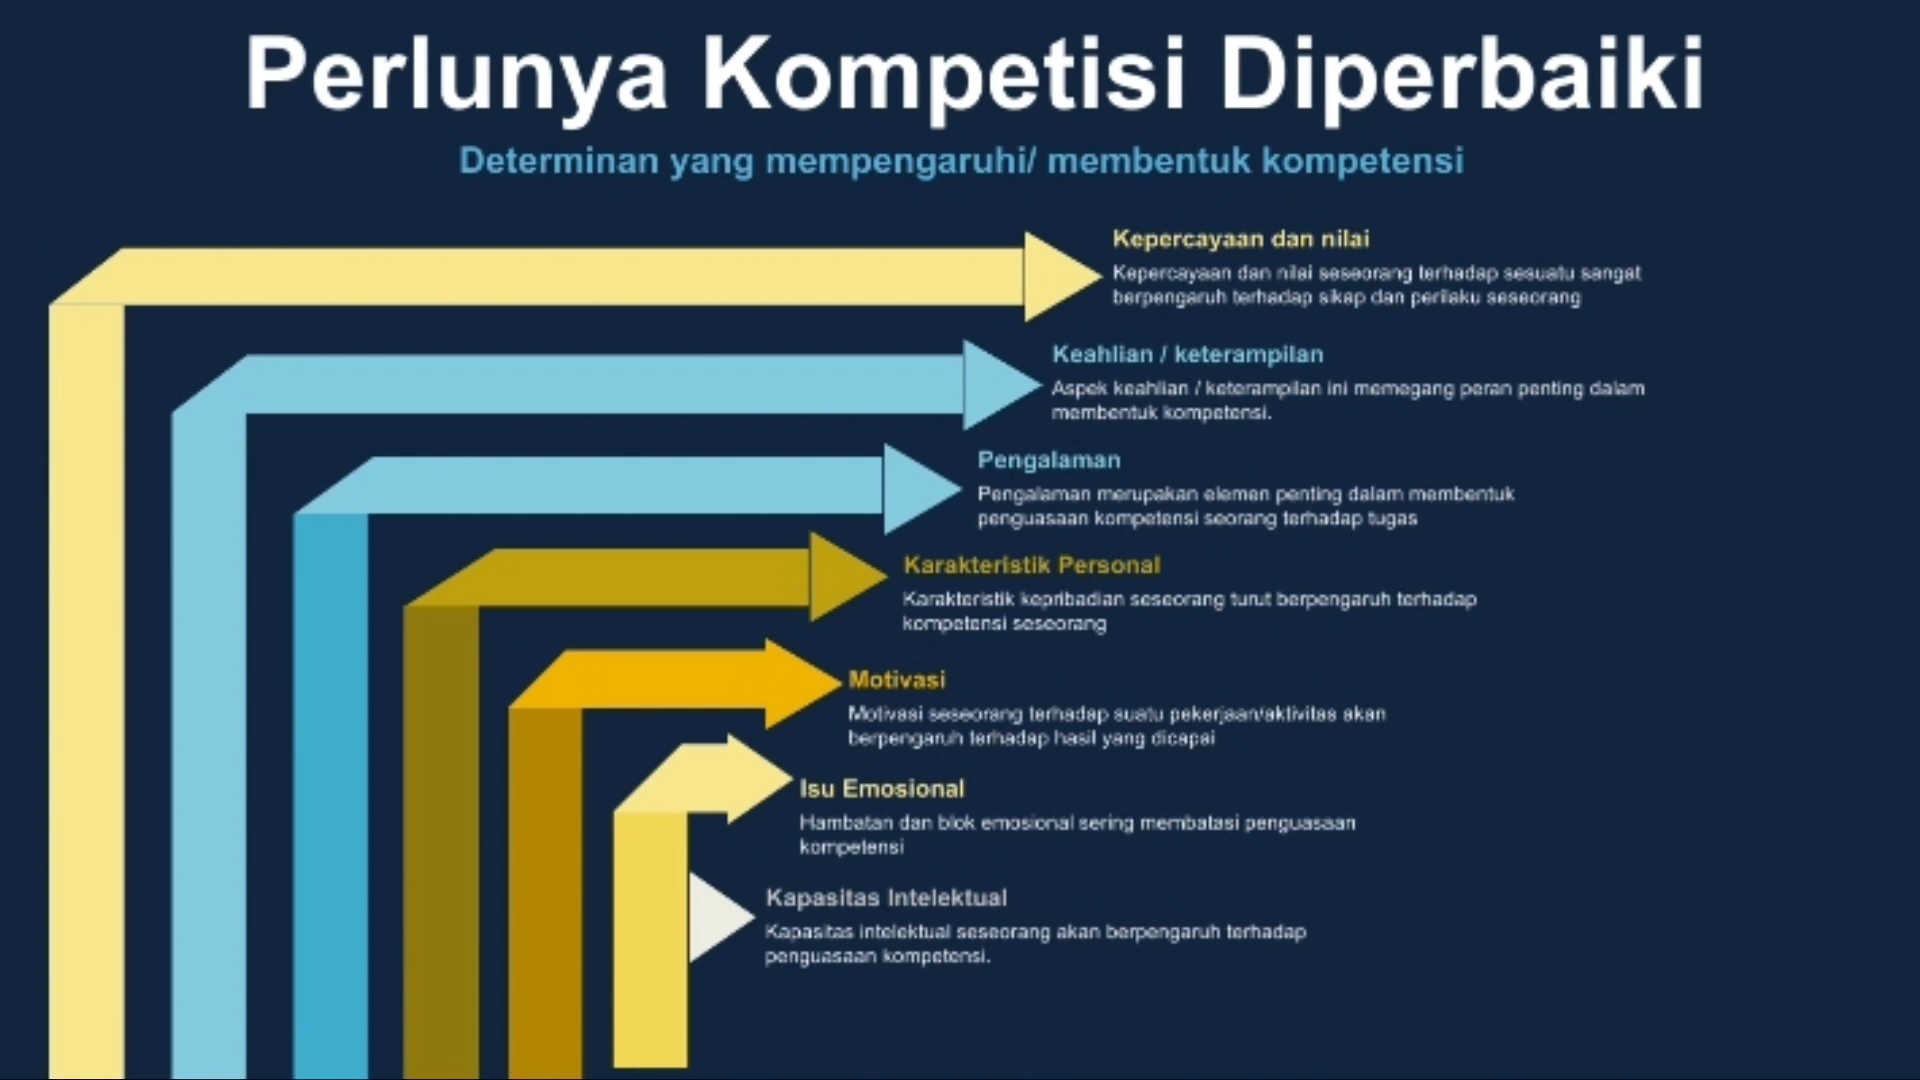 Perlunya Kompetisi Diperbaiki
Determinan yang mempengaruhi/ membentuk kompetensi
Kepercayaan dan nilai
Kepercayaan dan nilai seseorang terhadap sesuatu sangat
berpengaruh terhadap sikap dan perilaku seseorang
Keahlian / keterampilan
Aspek keahlian / keterampilan ini memegang peran penting dalam
membentuk kompetensi.
Pengalaman
Pengalaman merupakan elemen penting dalam membentuk
penguasaan kompetensi seorang terhadap tugas
Karakteristik Personal
Karakteristik kepribadian seseorang turut berpengaruh terhadap
kompetensi seseorang
Motivasi
Motivasi seseorang terhadap suatu pekerjaan/aktivitas akan
berpengaruh terhadap hasil yang dicapai
Isu Emosional
Hambatan dan blok emosional sering membatasi penguasaan
kompetensi
Kapasitas Intelektual
Kapasitas intelektual seseorang akan berpengaruh terhadap
penguasaan kompetensi.